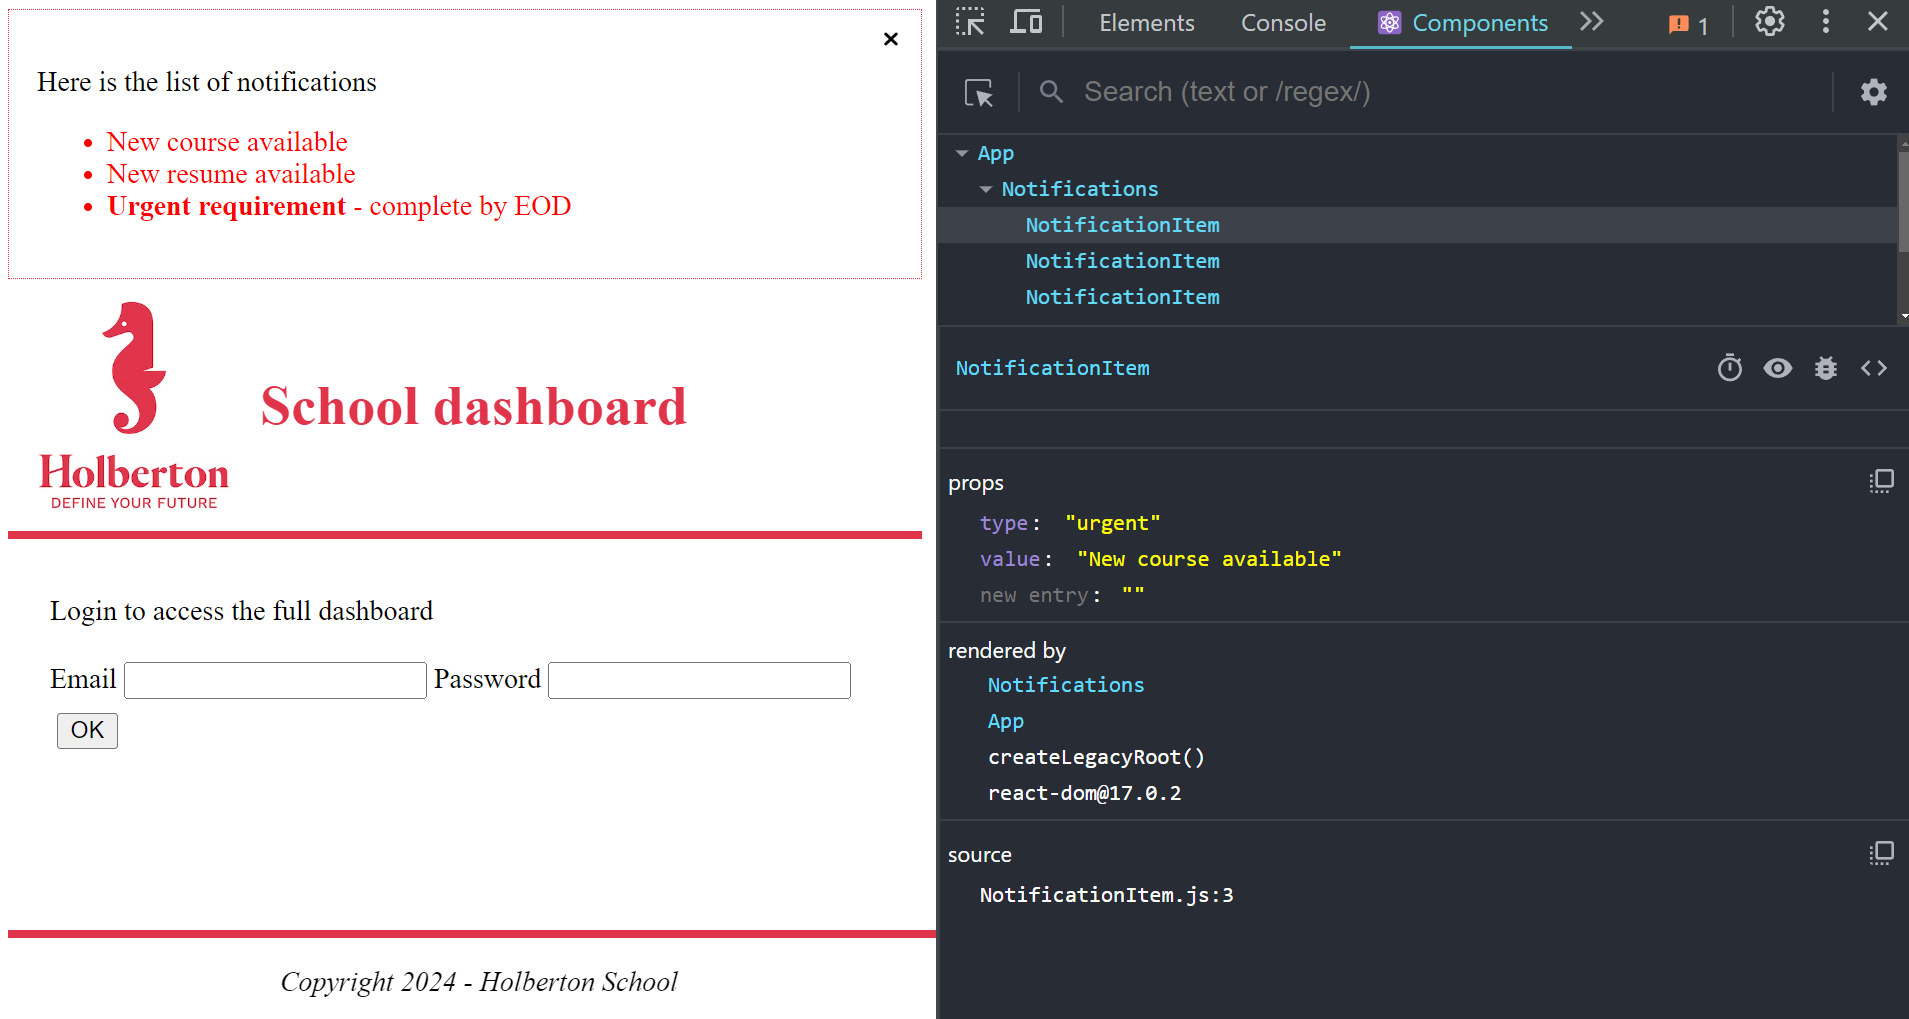 Here is the list of notifications
New course available
New resume available
Urgent requirement - complete by EOD
Holberton
DEFINE YOUR FUTURE
School dashboard
Login to access the full dashboard
Email Password
OK
Copyright 2024 - Holberton School
Elements Console Components 1
Search (text or /regex/)
App
Notifications
NotificationItem
NotificationItem
NotificationItem
NotificationItem
props
type: "urgent"
value: "New course available"
new entry: ""
rendered by
Notifications
App
createLegacyRoot()
react-dom@17.0.2
source
NotificationItem.js:3